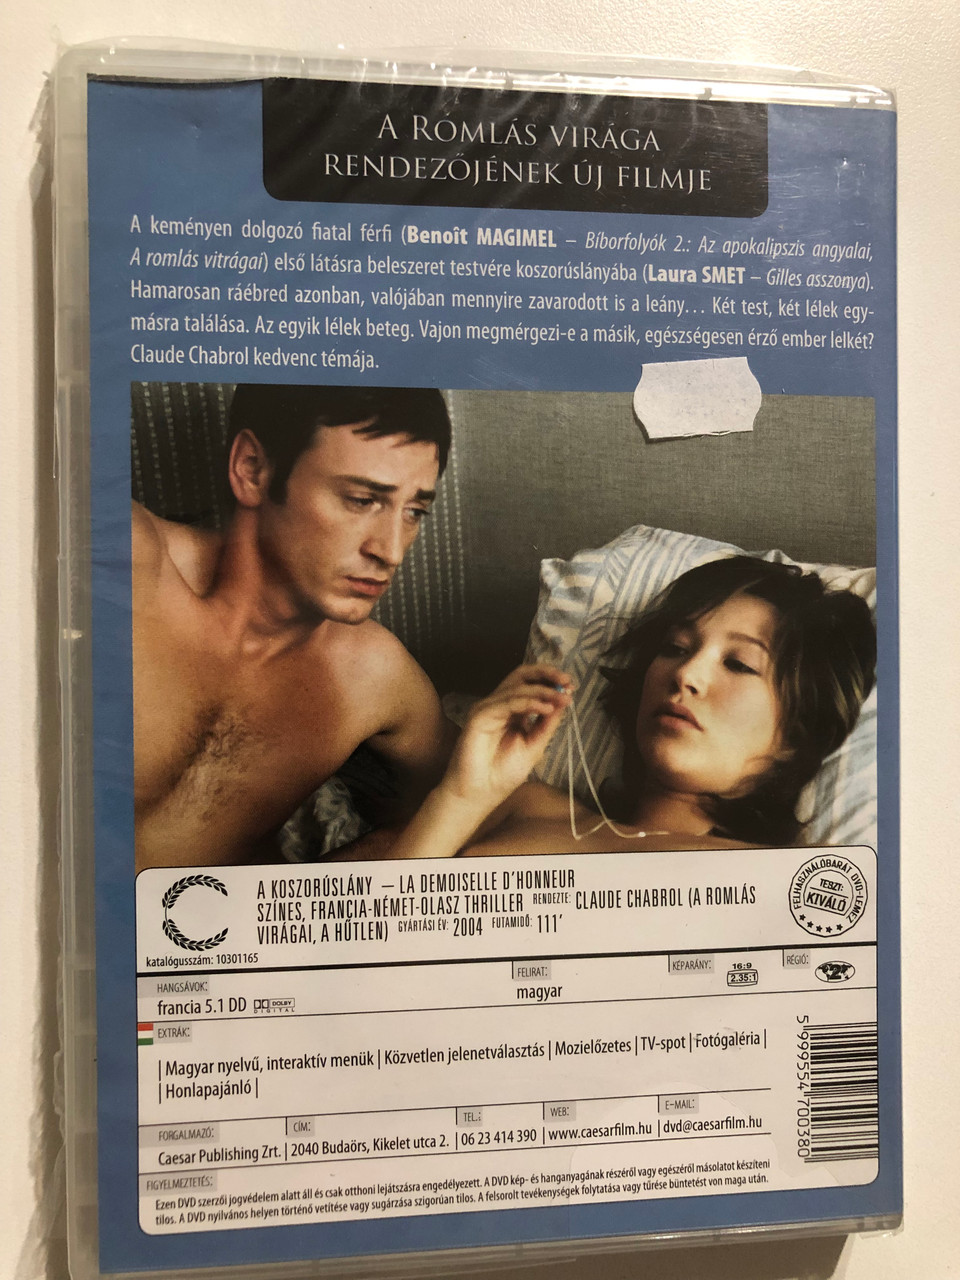 A ROMLÁS VIRÁGA
RENDEZŐJÉNEK ÚJ FILMJE
A keményen dolgozó fiatal férfi (Benoît MAGIMEL – Bíborfolyók 2.: Az apokalipszis angyalai,
A romlás vitrágai) első látásra beleszeret testvére koszorúslányába (Laura SMET – Gilles asszonya).
Hamarosan ráébred azonban, valójában mennyire zavarodott is a leány... Két test, két lélek egy-
másra találása. Az egyik lélek beteg. Vajon megmérgezi-e a másik, egészségesen érző ember lelkét?
Claude Chabrol kedvenc témája.
A KOSZORÚSLÁNY – LA DEMOISELLE D'HONNEUR
SZÍNES, FRANCIA-NÉMET-OLASZ THRILLER RENDEZTE: CLAUDE CHABROL (A ROMLÁS
VIRÁGAI, A HŰTLEN) GYÁRTÁSI ÉV: 2004 FUTAMIDŐ: 111'
FELHASZNÁLÓBARÁT DVD-LEMEZ
TESZT:
KIVÁLÓ
katalógusszám: 10301165
HANGSÁVOK:
francia 5.1 DD DOLBY
DIGITAL
FELIRAT:
magyar
KÉPARÁNY:
16:9
2.35:1
RÉGIÓ:
2
EXTRÁK:
| Magyar nyelvű, interaktív menük | Közvetlen jelenetválasztás | Mozielőzetes | TV-spot | Fotógaléria |
| Honlapajánló |
5 999554 700380
FORGALMAZÓ:
Caesar Publishing Zrt.
CÍM:
2040 Budaörs, Kikelet utca 2.
TEL.:
06 23 414 390
WEB:
www.caesarfilm.hu
E-MAIL:
dvd@caesarfilm.hu
FIGYELMEZTETÉS:
Ezen DVD szerzői jogvédelem alatt áll és csak otthoni lejátszásra engedélyezett. A DVD kép- és hanganyagának részéről vagy egészéről másolatot készíteni
tilos. A DVD nyilvános helyen történő vetítése vagy sugárzása szigorúan tilos. A felsorolt tevékenységek folytatása vagy tűrése büntetést von maga után.